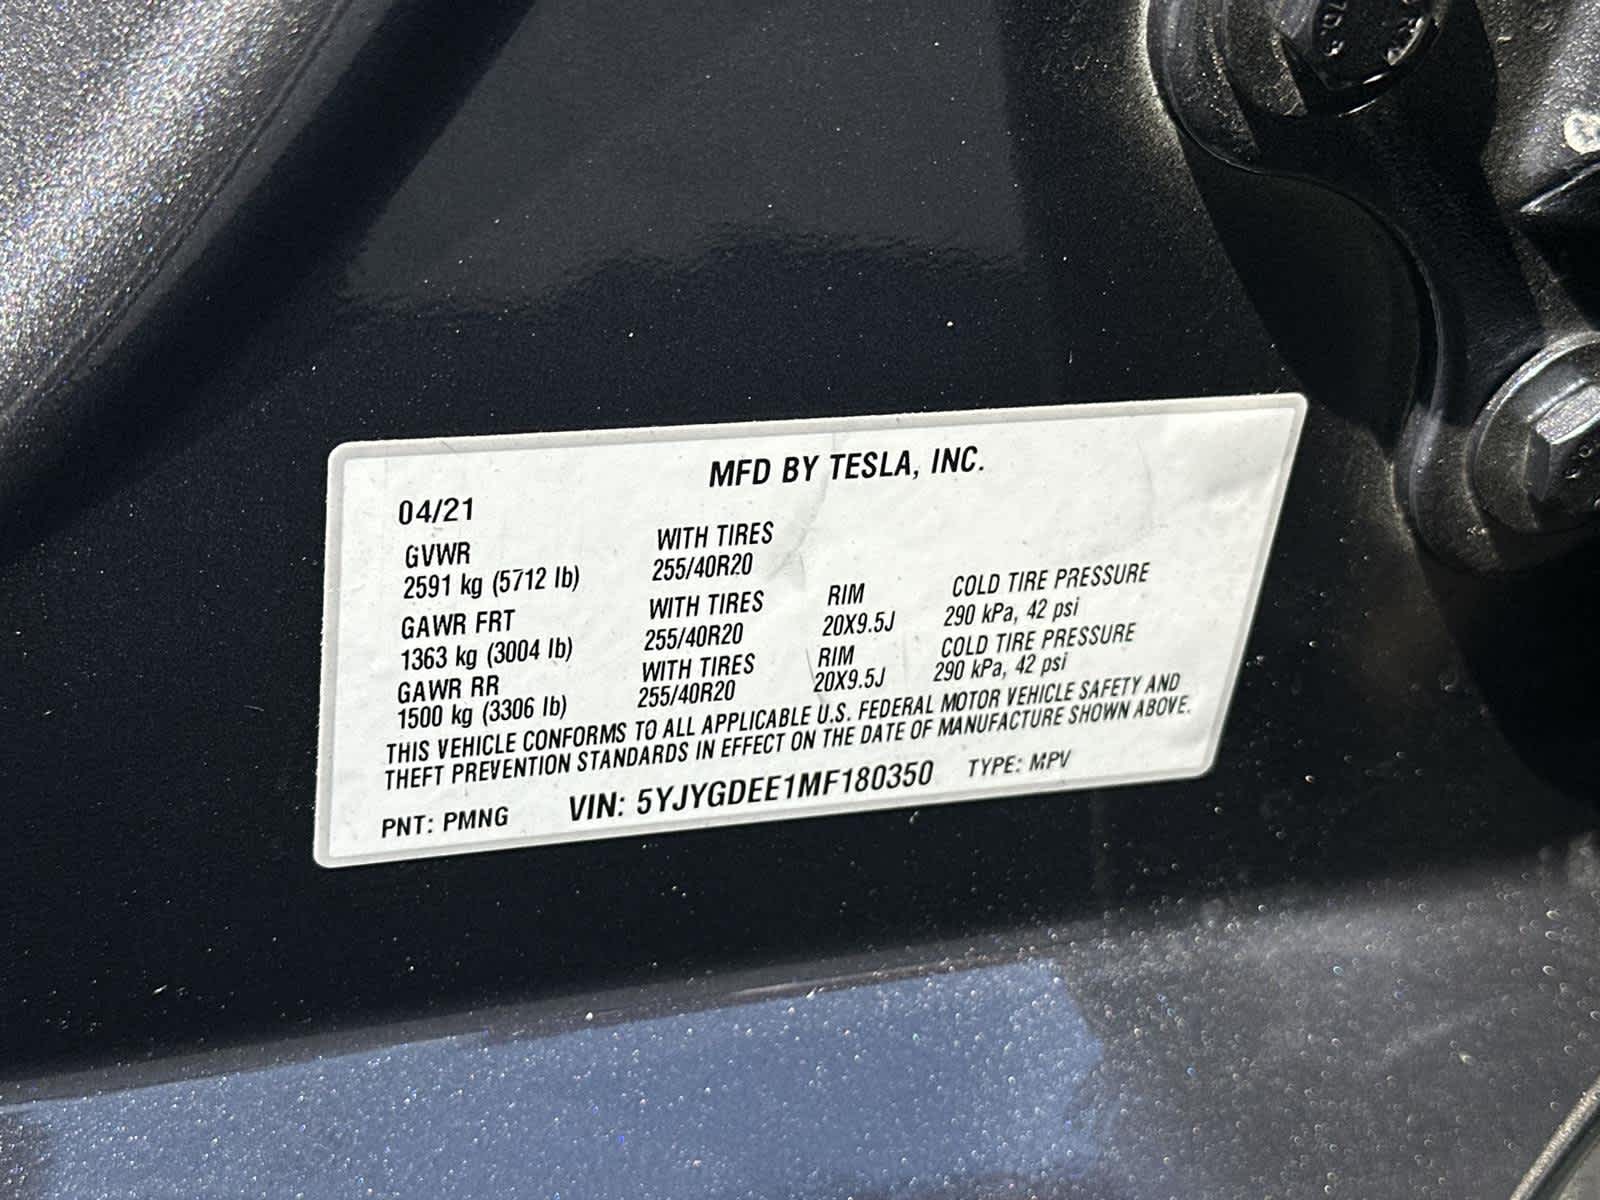 MFD BY TESLA, INC.
04/21
GVWR WITH TIRES
2591 kg (5712 lb) 255/40R20
GAWR FRT WITH TIRES RIM COLD TIRE PRESSURE
1363 kg (3004 lb) 255/40R20 20X9.5J 290 kPa, 42 psi
GAWR RR WITH TIRES RIM COLD TIRE PRESSURE
1500 kg (3306 lb) 255/40R20 20X9.5J 290 kPa, 42 psi
THIS VEHICLE CONFORMS TO ALL APPLICABLE U.S. FEDERAL MOTOR VEHICLE SAFETY AND
THEFT PREVENTION STANDARDS IN EFFECT ON THE DATE OF MANUFACTURE SHOWN ABOVE.
PNT: PMNG VIN: 5YJYGDEE1MF180350 TYPE: MPV